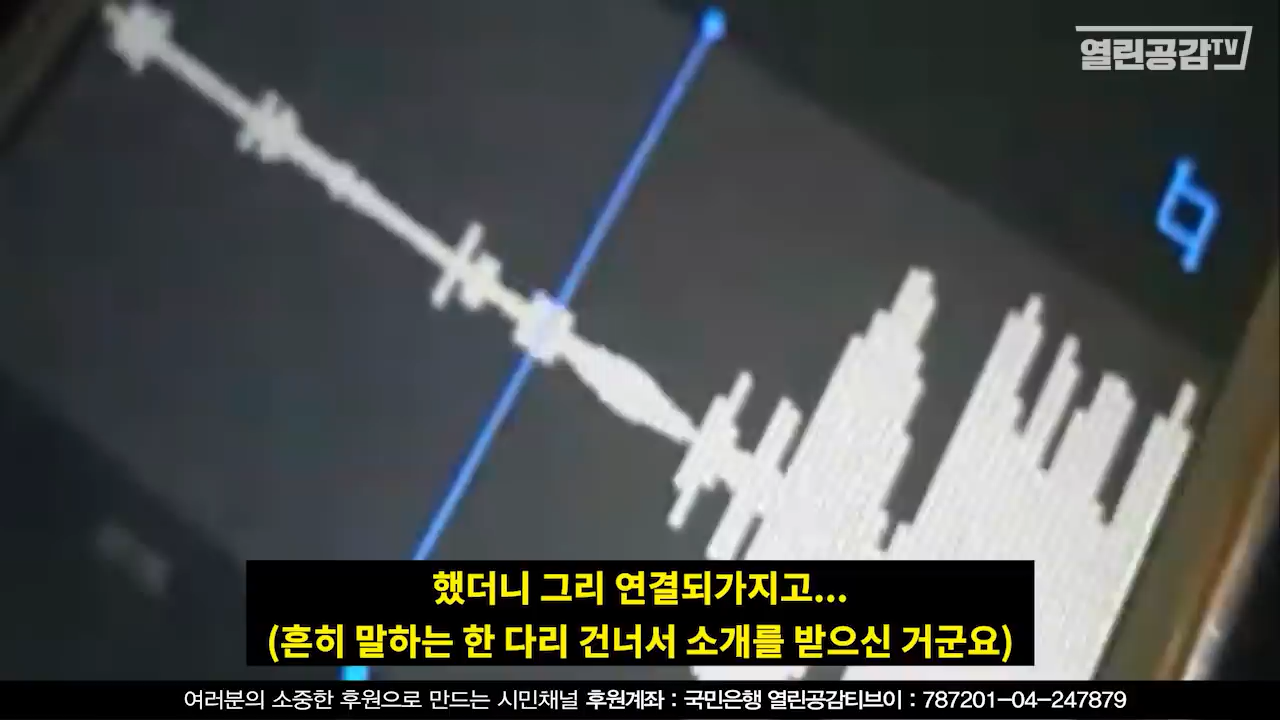 열린공감TV
했더니 그리 연결되가지고...
(흔히 말하는 한 다리 건너서 소개를 받으신 거군요)
여러분의 소중한 후원으로 만드는 시민채널 후원계좌 : 국민은행 열린공감티브이 : 787201-04-247879